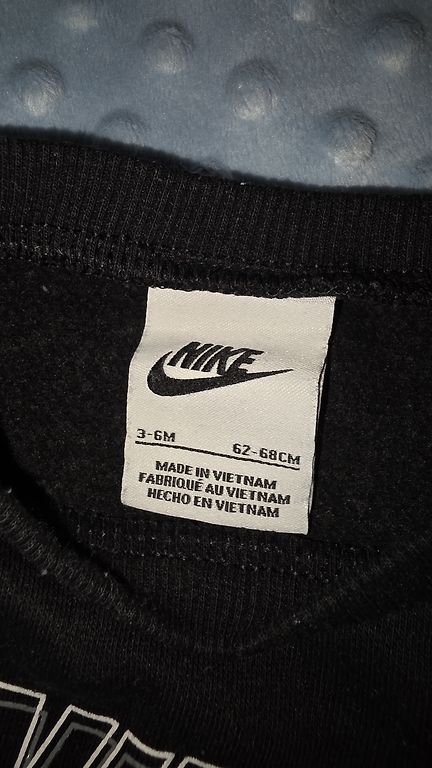 NIKE
3-6M 62-68CM
MADE IN VIETNAM
FABRIQUÉ AU VIETNAM
HECHO EN VIETNAM